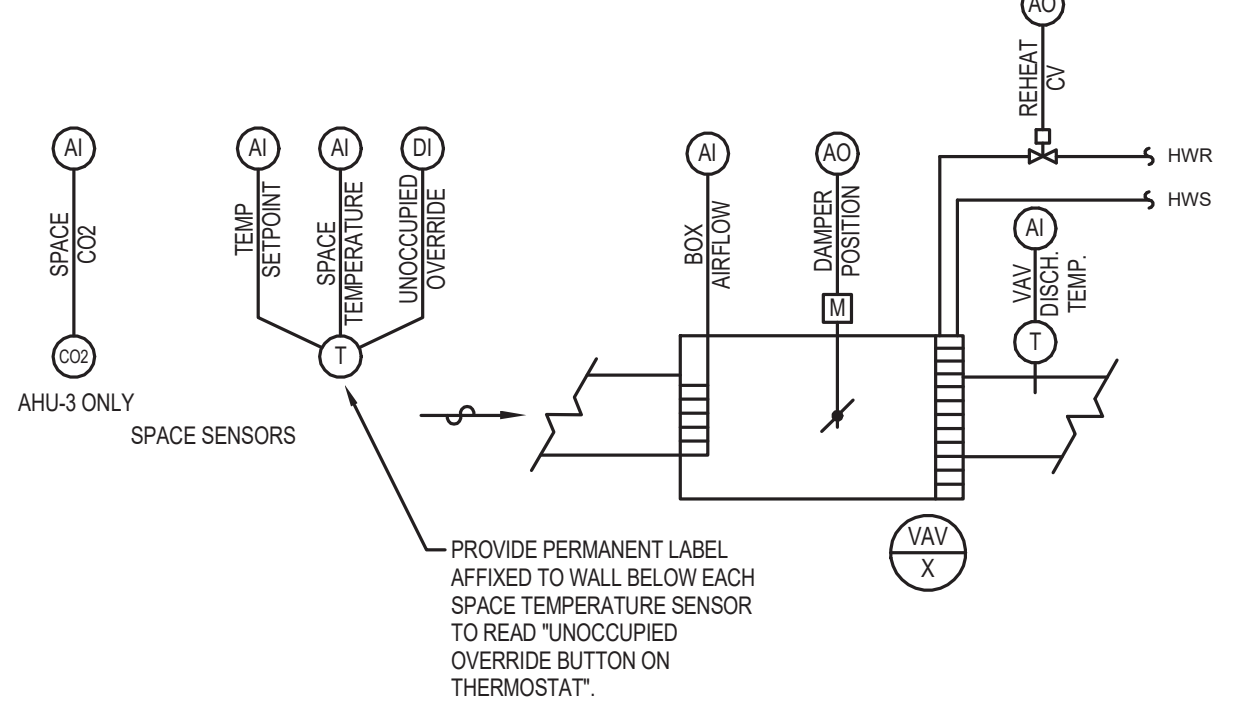 AO
REHEAT
CV
AI
SPACE
CO2
CO2
AHU-3 ONLY
AI
TEMP
SETPOINT
AI
SPACE
TEMPERATURE
DI
UNOCCUPIED
OVERRIDE
T
SPACE SENSORS
AI
BOX
AIRFLOW
AO
DAMPER
POSITION
M
HWR
HWS
AI
VAV
DISCH.
TEMP.
T
VAV
X
PROVIDE PERMANENT LABEL
AFFIXED TO WALL BELOW EACH
SPACE TEMPERATURE SENSOR
TO READ "UNOCCUPIED
OVERRIDE BUTTON ON
THERMOSTAT".